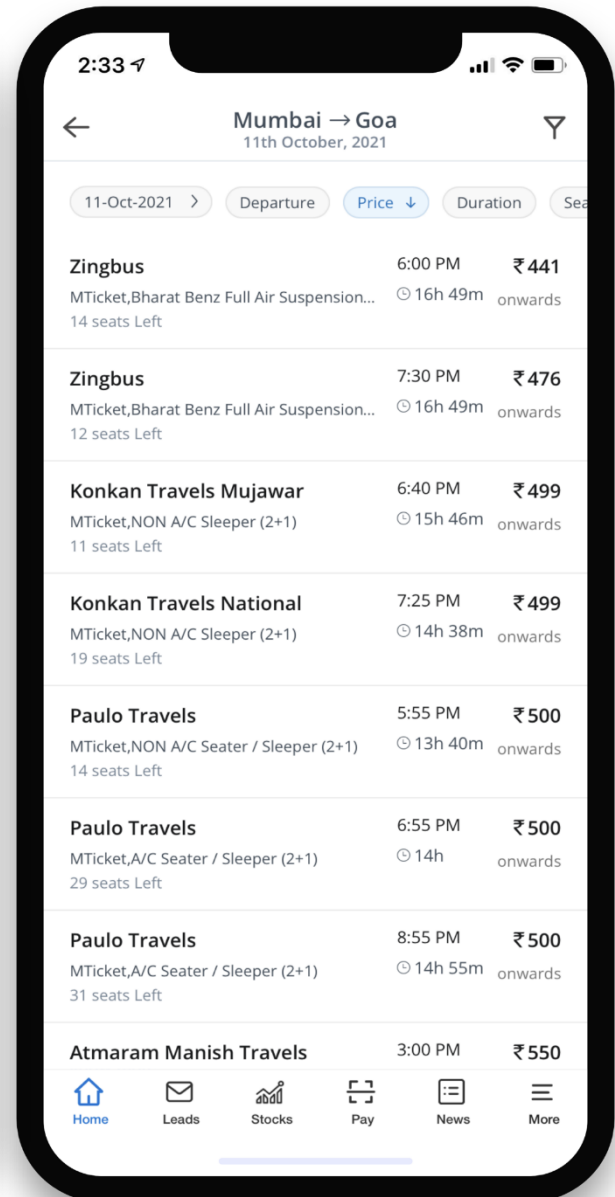 2:33
Mumbai → Goa
11th October, 2021
11-Oct-2021 > Departure Price ↓ Duration Sea
Zingbus 6:00 PM ₹441
MTicket,Bharat Benz Full Air Suspension... 16h 49m onwards
14 seats Left
Zingbus 7:30 PM ₹476
MTicket,Bharat Benz Full Air Suspension... 16h 49m onwards
12 seats Left
Konkan Travels Mujawar 6:40 PM ₹499
MTicket,NON A/C Sleeper (2+1) 15h 46m onwards
11 seats Left
Konkan Travels National 7:25 PM ₹499
MTicket,NON A/C Sleeper (2+1) 14h 38m onwards
19 seats Left
Paulo Travels 5:55 PM ₹500
MTicket,NON A/C Seater / Sleeper (2+1) 13h 40m onwards
14 seats Left
Paulo Travels 6:55 PM ₹500
MTicket,A/C Seater / Sleeper (2+1) 14h onwards
29 seats Left
Paulo Travels 8:55 PM ₹500
MTicket,A/C Seater / Sleeper (2+1) 14h 55m onwards
31 seats Left
Atmaram Manish Travels 3:00 PM ₹550
Home Leads Stocks Pay News More